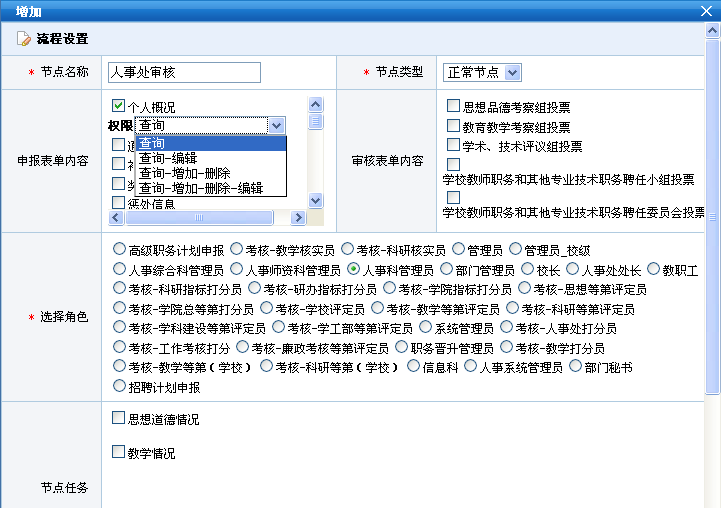 增加
流程设置
* 节点名称
人事处审核
* 节点类型
正常节点
申报表单内容
个人概况
权限 查询
查询
查询-编辑
查询-增加-删除
查询-增加-删除-编辑
惩处信息
审核表单内容
思想品德考察组投票
教育教学考察组投票
学术、技术评议组投票
学校教师职务和其他专业技术职务聘任小组投票
学校教师职务和其他专业技术职务聘任委员会投票
* 选择角色
高级职务计划申报 考核-教学核实员 考核-科研核实员 管理员 管理员_校级
人事综合科管理员 人事师资科管理员 人事科管理员 部门管理员 校长 人事处处长 教职工
考核-科研指标打分员 考核-研办指标打分员 考核-学院指标打分员 考核-思想等第评定员
考核-学院总等第打分员 考核-学校评定员 考核-教学等第评定员 考核-科研等第评定员
考核-学科建设等第评定员 考核-学工部等第评定员 系统管理员 考核-人事处打分员
考核-工作考核打分 考核-廉政考核等第评定员 职务晋升管理员 考核-教学打分员
考核-教学等第（学校） 考核-科研等第（学校） 信息科 人事系统管理员 部门秘书
招聘计划申报
节点任务
思想道德情况
教学情况